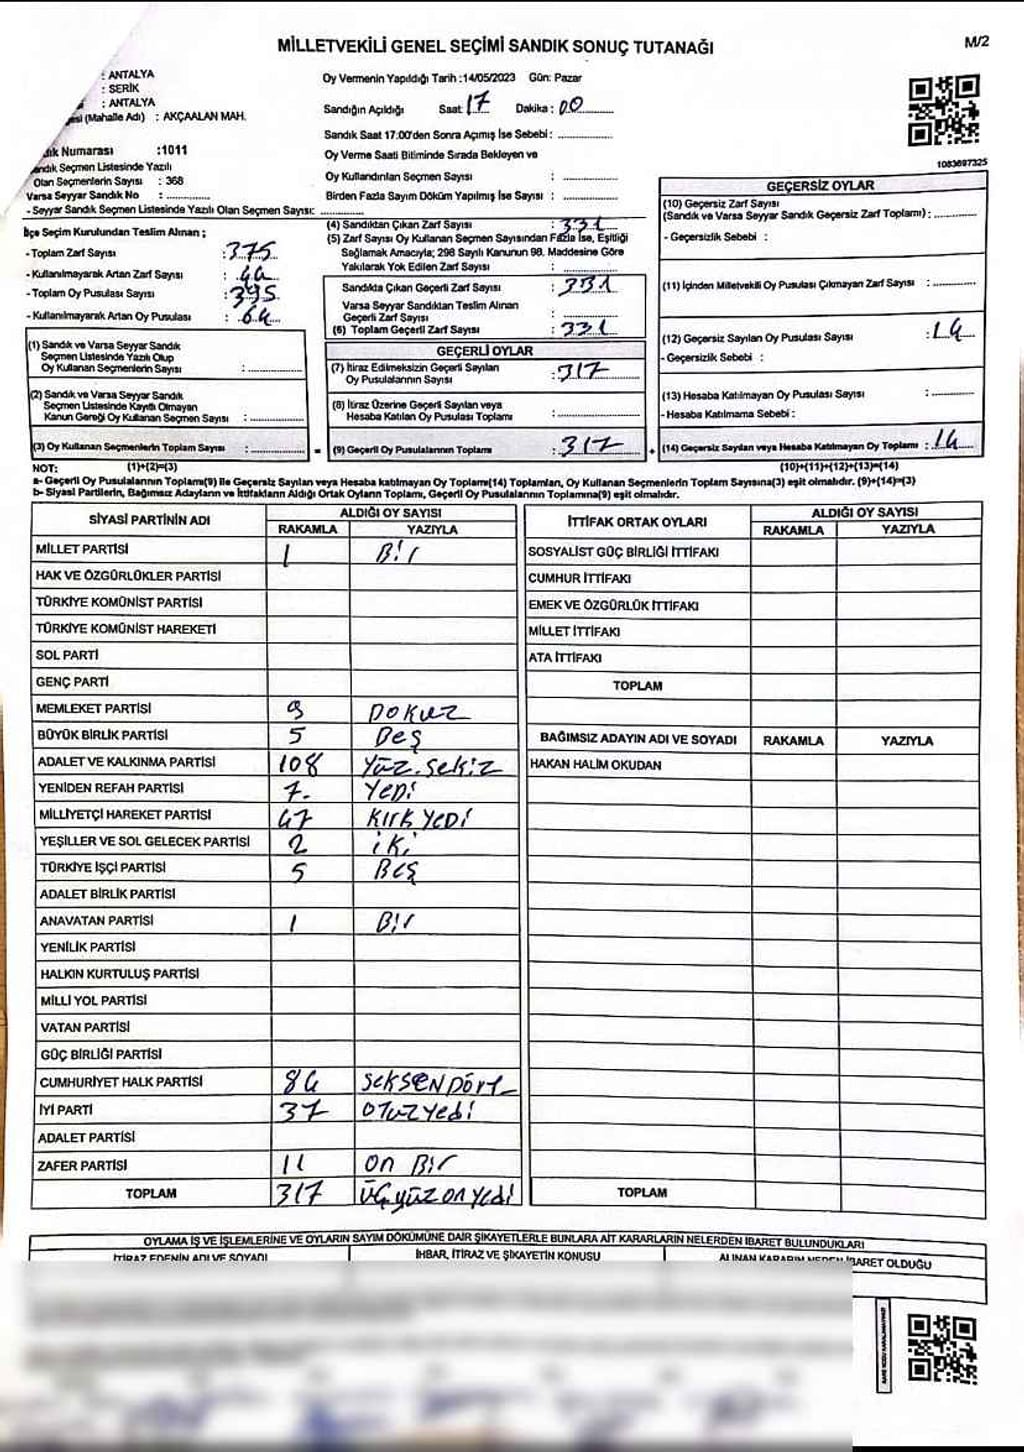 MİLLETVEKİLİ GENEL SEÇİMİ SANDIK SONUÇ TUTANAĞI
M/2
: ANTALYA
: SERİK
: ANTALYA
esi (Mahalle Adı) : AKÇAALAN MAH.
Oy Vermenin Yapıldığı Tarih :14/05/2023 Gün: Pazar
Sandığın Açıldığı Saat: 17 Dakika : 00
Sandık Saat 17:00'den Sonra Açımış İse Sebebi :
Oy Verme Saati Bitiminde Sırada Bekleyen ve
Oy Kullandırılan Seçmen Sayısı :
Birden Fazla Sayım Döküm Yapılmış İse Sayısı :
dık Numarası :1011
andık Seçmen Listesinde Yazılı
Olan Seçmenlerin Sayısı : 368
Varsa Seyyar Sandık No :
- Seyyar Sandık Seçmen Listesinde Yazılı Olan Seçmen Sayısı:
İlçe Seçim Kurulundan Teslim Alınan ;
- Toplam Zarf Sayısı : 375
- Kullanılmayarak Artan Zarf Sayısı : 44
- Toplam Oy Pusulası Sayısı : 395
- Kullanılmayarak Artan Oy Pusulası : 64
(1) Sandık ve Varsa Seyyar Sandık
Seçmen Listesinde Yazılı Olup
Oy Kullanan Seçmenlerin Sayısı :
(2) Sandık ve Varsa Seyyar Sandık
Seçmen Listesinde Kayıtlı Olmayan
Kanun Gereği Oy Kullanan Seçmen Sayısı :
(3) Oy Kullanan Seçmenlerin Toplam Sayısı :
(4) Sandıktan Çıkan Zarf Sayısı : 331
(5) Zarf Sayısı Oy Kullanan Seçmen Sayısından Fazla İse, Eşitliği
Sağlamak Amacıyla; 298 Sayılı Kanunun 98. Maddesine Göre
Yakılarak Yok Edilen Zarf Sayısı :
Sandıkta Çıkan Geçerli Zarf Sayısı : 331
Varsa Seyyar Sandıktan Teslim Alınan
Geçerli Zarf Sayısı :
(6) Toplam Geçerli Zarf Sayısı : 331
GEÇERLİ OYLAR
(7) İtiraz Edilmeksizin Geçerli Sayılan
Oy Pusulalarının Sayısı : 317
(8) İtiraz Üzerine Geçerli Sayılan veya
Hesaba Katılan Oy Pusulası Toplamı :
= (9) Geçerli Oy Pusulalarının Toplamı : 317 +
1083697325
GEÇERSİZ OYLAR
(10) Geçersiz Zarf Sayısı
(Sandık ve Varsa Seyyar Sandık Geçersiz Zarf Toplamı) :
- Geçersizlik Sebebi :
(11) İçinden Milletvekili Oy Pusulası Çıkmayan Zarf Sayısı :
(12) Geçersiz Sayılan Oy Pusulası Sayısı : 14
- Geçersizlik Sebebi :
(13) Hesaba Katılmayan Oy Pusulası Sayısı :
- Hesaba Katılmama Sebebi :
(14) Geçersiz Sayılan veya Hesaba Katılmayan Oy Toplamı : 14
NOT: (1)+(2)=(3) (10)+(11)+(12)+(13)=(14)
a- Geçerli Oy Pusulalarının Toplam(9) ile Geçersiz Sayılan veya Hesaba katılmayan Oy Toplam(14) Toplamları, Oy Kullanan Seçmenlerin Toplam Sayısına(3) eşit olmalıdır. (9)+(14)=(3)
b- Siyasi Partilerin, Bağımsız Adayların ve İttifakların Aldığı Ortak Oyların Toplamı, Geçerli Oy Pusulalarının Toplamına(9) eşit olmalıdır.
SİYASİ PARTİNİN ADI ALDIĞI OY SAYISI
RAKAMLA YAZIYLA
MİLLET PARTİSİ 1 Bir
HAK VE ÖZGÜRLÜKLER PARTİSİ
TÜRKİYE KOMÜNİST PARTİSİ
TÜRKİYE KOMÜNİST HAREKETİ
SOL PARTİ
GENÇ PARTİ
MEMLEKET PARTİSİ 9 DOKUZ
BÜYÜK BİRLİK PARTİSİ 5 Beş
ADALET VE KALKINMA PARTİSİ 108 Yüz.sekiz
YENİDEN REFAH PARTİSİ 7. YeDi
MİLLİYETÇİ HAREKET PARTİSİ 47 Kırk yedi
YEŞİLLER VE SOL GELECEK PARTİSİ 2 iki
TÜRKİYE İŞÇİ PARTİSİ 5 Beş
ADALET BİRLİK PARTİSİ
ANAVATAN PARTİSİ 1 Bir
YENİLİK PARTİSİ
HALKIN KURTULUŞ PARTİSİ
MİLLİ YOL PARTİSİ
VATAN PARTİSİ
GÜÇ BİRLİĞİ PARTİSİ
CUMHURİYET HALK PARTİSİ 84 SeKSENDÖRT
İYİ PARTİ 37 OTUZyedi
ADALET PARTİSİ
ZAFER PARTİSİ 11 On Bir
TOPLAM 317 üçyüz onyedi
İTTİFAK ORTAK OYLARI ALDIĞI OY SAYISI
RAKAMLA YAZIYLA
SOSYALİST GÜÇ BİRLİĞİ İTTİFAKI
CUMHUR İTTİFAKI
EMEK VE ÖZGÜRLÜK İTTİFAKI
MİLLET İTTİFAKI
ATA İTTİFAKI
TOPLAM
BAĞIMSIZ ADAYIN ADI VE SOYADI RAKAMLA YAZIYLA
HAKAN HALİM OKUDAN
TOPLAM
OYLAMA İŞ VE İŞLEMLERİNE VE OYLARIN SAYIM DÖKÜMÜNE DAİR ŞİKAYETLERLE BUNLARA AİT KARARLARIN NELERDEN İBARET BULUNDUKLARI
İTİRAZ EDENİN ADI VE SOYADI İHBAR, İTİRAZ VE ŞİKAYETİN KONUSU ALINAN KARARIN NEDEN İBARET OLDUĞU